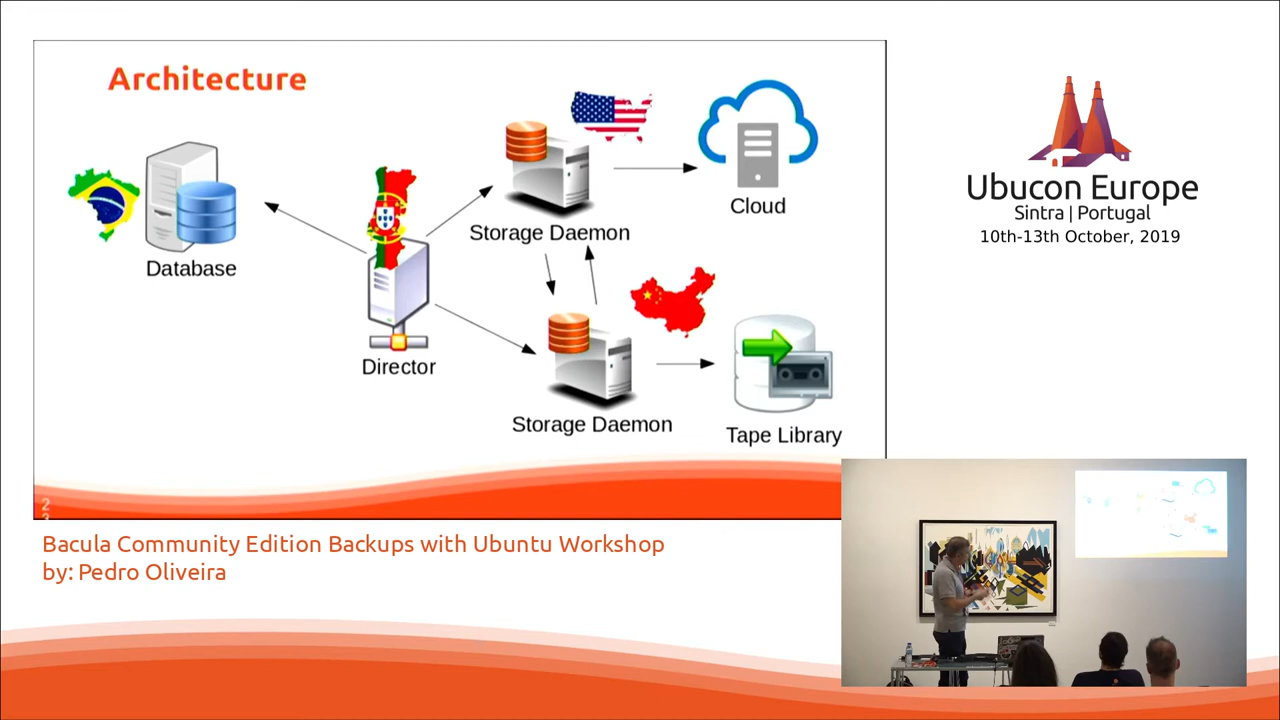 Architecture
Database
Director
Storage Daemon
Cloud
Storage Daemon
Tape Library
2
Bacula Community Edition Backups with Ubuntu Workshop
by: Pedro Oliveira
Ubucon Europe
Sintra | Portugal
10th-13th October, 2019